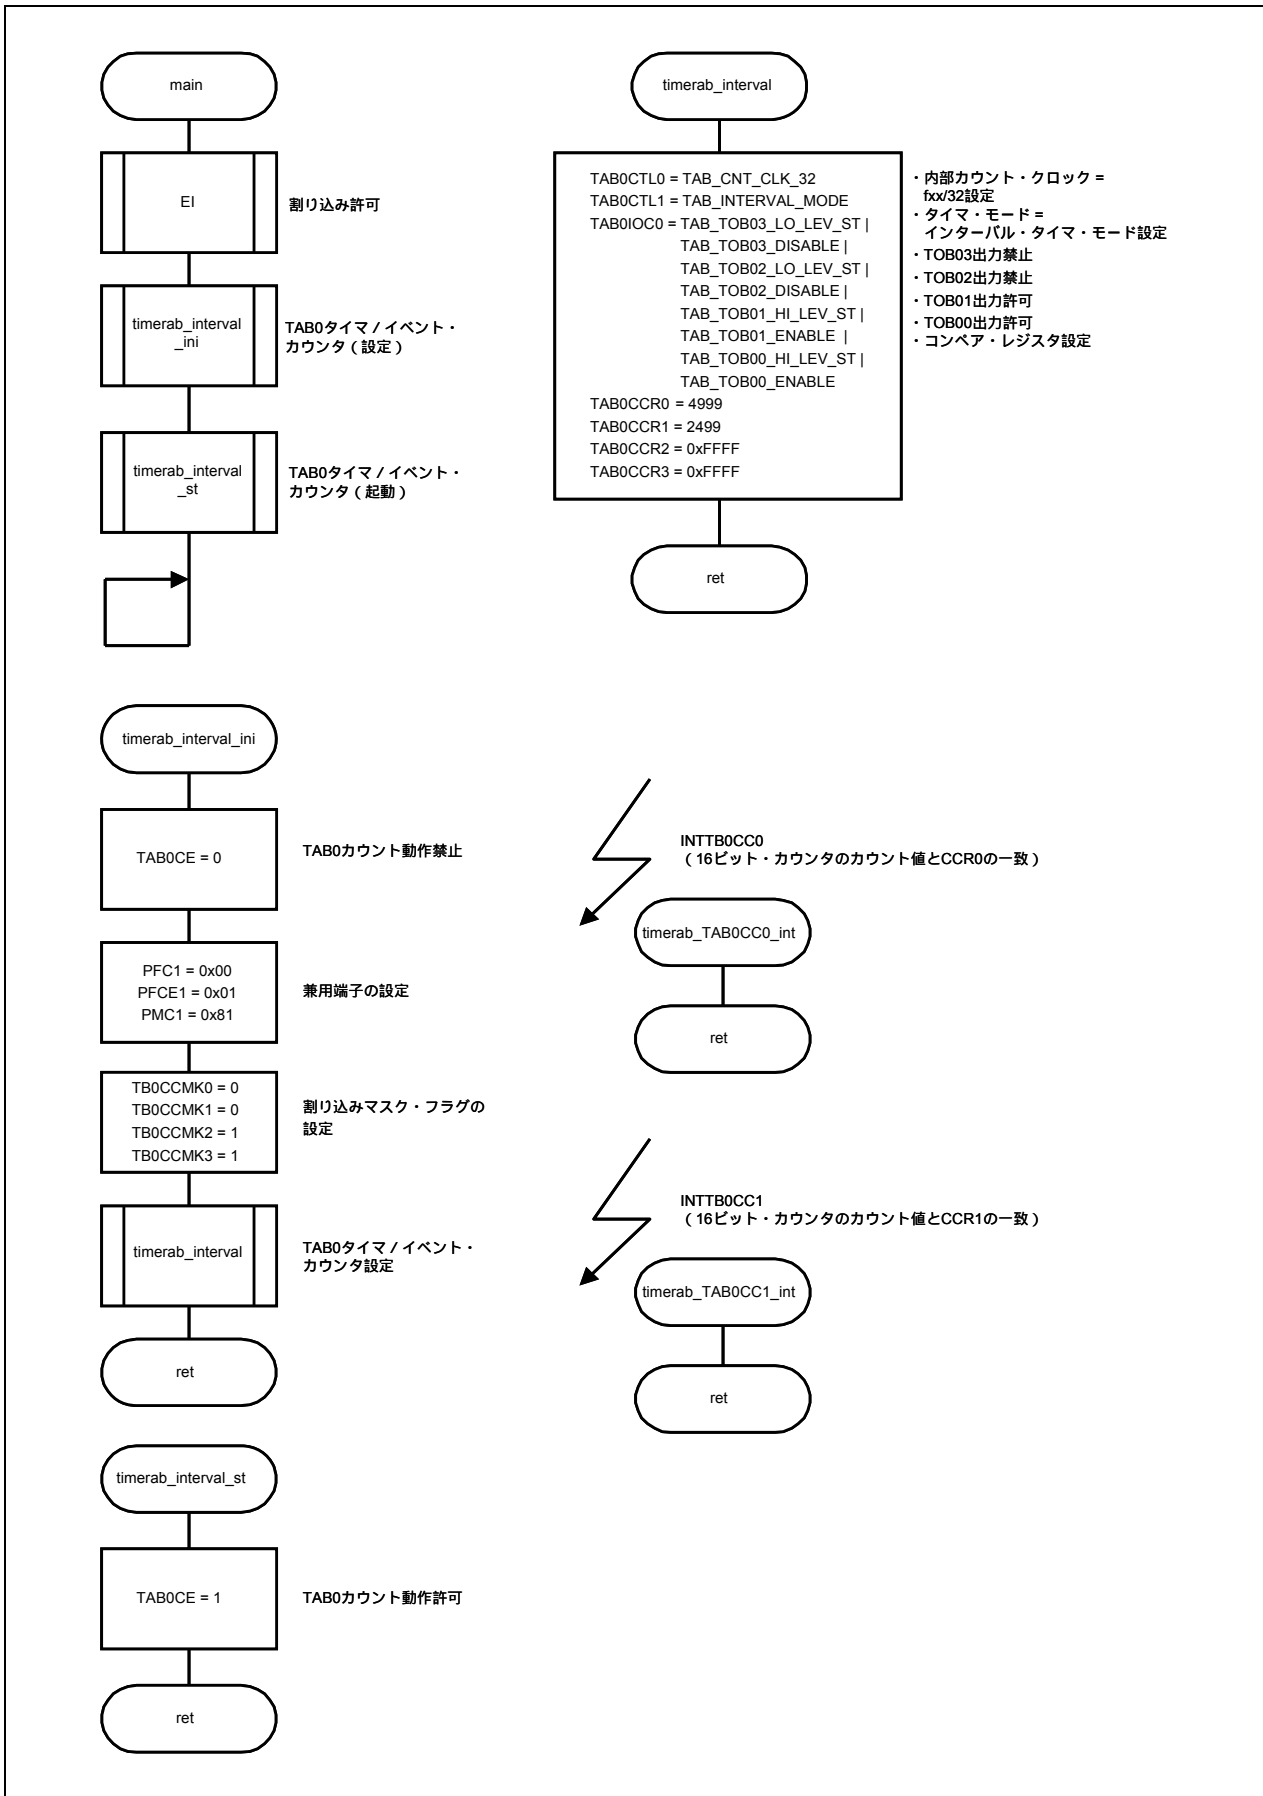 main
EI
割り込み許可
timerab_interval
_ini
TAB0タイマ / イベント・
カウンタ ( 設定 )
timerab_interval
_st
TAB0タイマ / イベント・
カウンタ ( 起動 )
timerab_interval
TAB0CTL0 = TAB_CNT_CLK_32
TAB0CTL1 = TAB_INTERVAL_MODE
TAB0IOC0 = TAB_TOB03_LO_LEV_ST |
TAB_TOB03_DISABLE |
TAB_TOB02_LO_LEV_ST |
TAB_TOB02_DISABLE |
TAB_TOB01_HI_LEV_ST |
TAB_TOB01_ENABLE |
TAB_TOB00_HI_LEV_ST |
TAB_TOB00_ENABLE
TAB0CCR0 = 4999
TAB0CCR1 = 2499
TAB0CCR2 = 0xFFFF
TAB0CCR3 = 0xFFFF
・内部カウント・クロック =
fxx/32設定
・タイマ・モード =
インターバル・タイマ・モード設定
・TOB03出力禁止
・TOB02出力禁止
・TOB01出力許可
・TOB00出力許可
・コンペア・レジスタ設定
ret
timerab_interval_ini
TAB0CE = 0
TAB0カウント動作禁止
PFC1 = 0x00
PFCE1 = 0x01
PMC1 = 0x81
兼用端子の設定
TB0CCMK0 = 0
TB0CCMK1 = 0
TB0CCMK2 = 1
TB0CCMK3 = 1
割り込みマスク・フラグの
設定
timerab_interval
TAB0タイマ / イベント・
カウンタ設定
ret
INTTB0CC0
( 16ビット・カウンタのカウント値とCCR0の一致 )
timerab_TAB0CC0_int
ret
INTTB0CC1
( 16ビット・カウンタのカウント値とCCR1の一致 )
timerab_TAB0CC1_int
ret
timerab_interval_st
TAB0CE = 1
TAB0カウント動作許可
ret